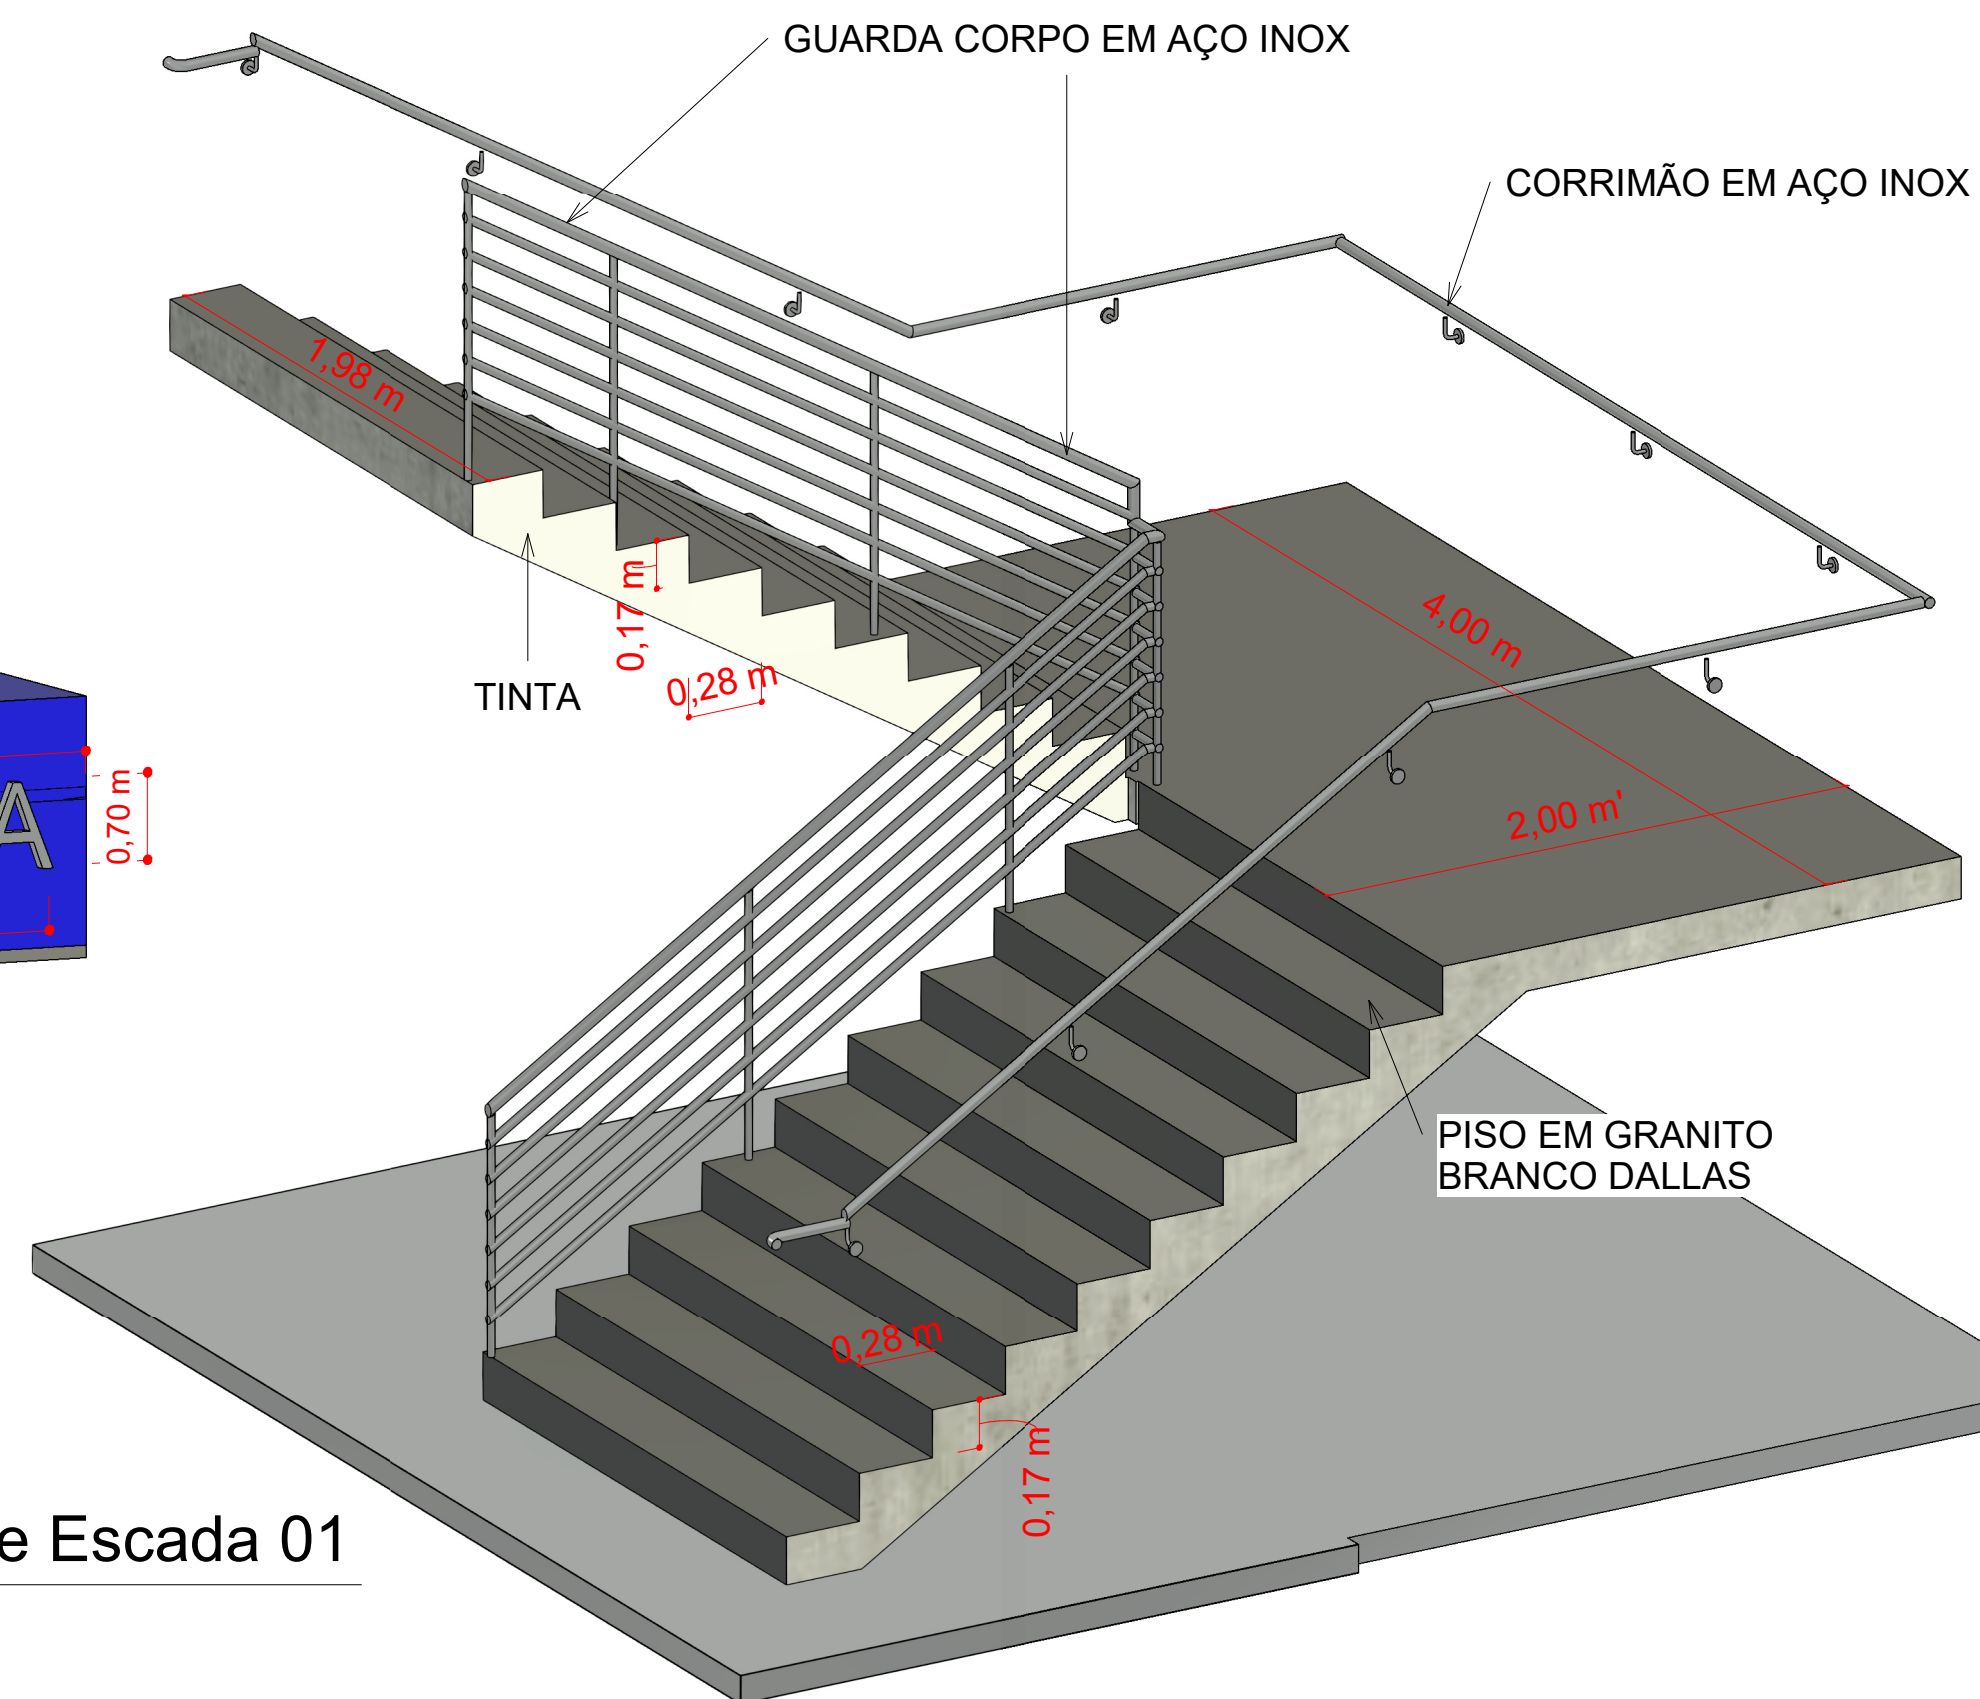 GUARDA CORPO EM AÇO INOX
CORRIMÃO EM AÇO INOX
1,98 m
0,17 m
0,28 m
TINTA
4,00 m
2,00 m'
A
0,70 m
PISO EM GRANITO
BRANCO DALLAS
0,28 m
0,17 m
e Escada 01